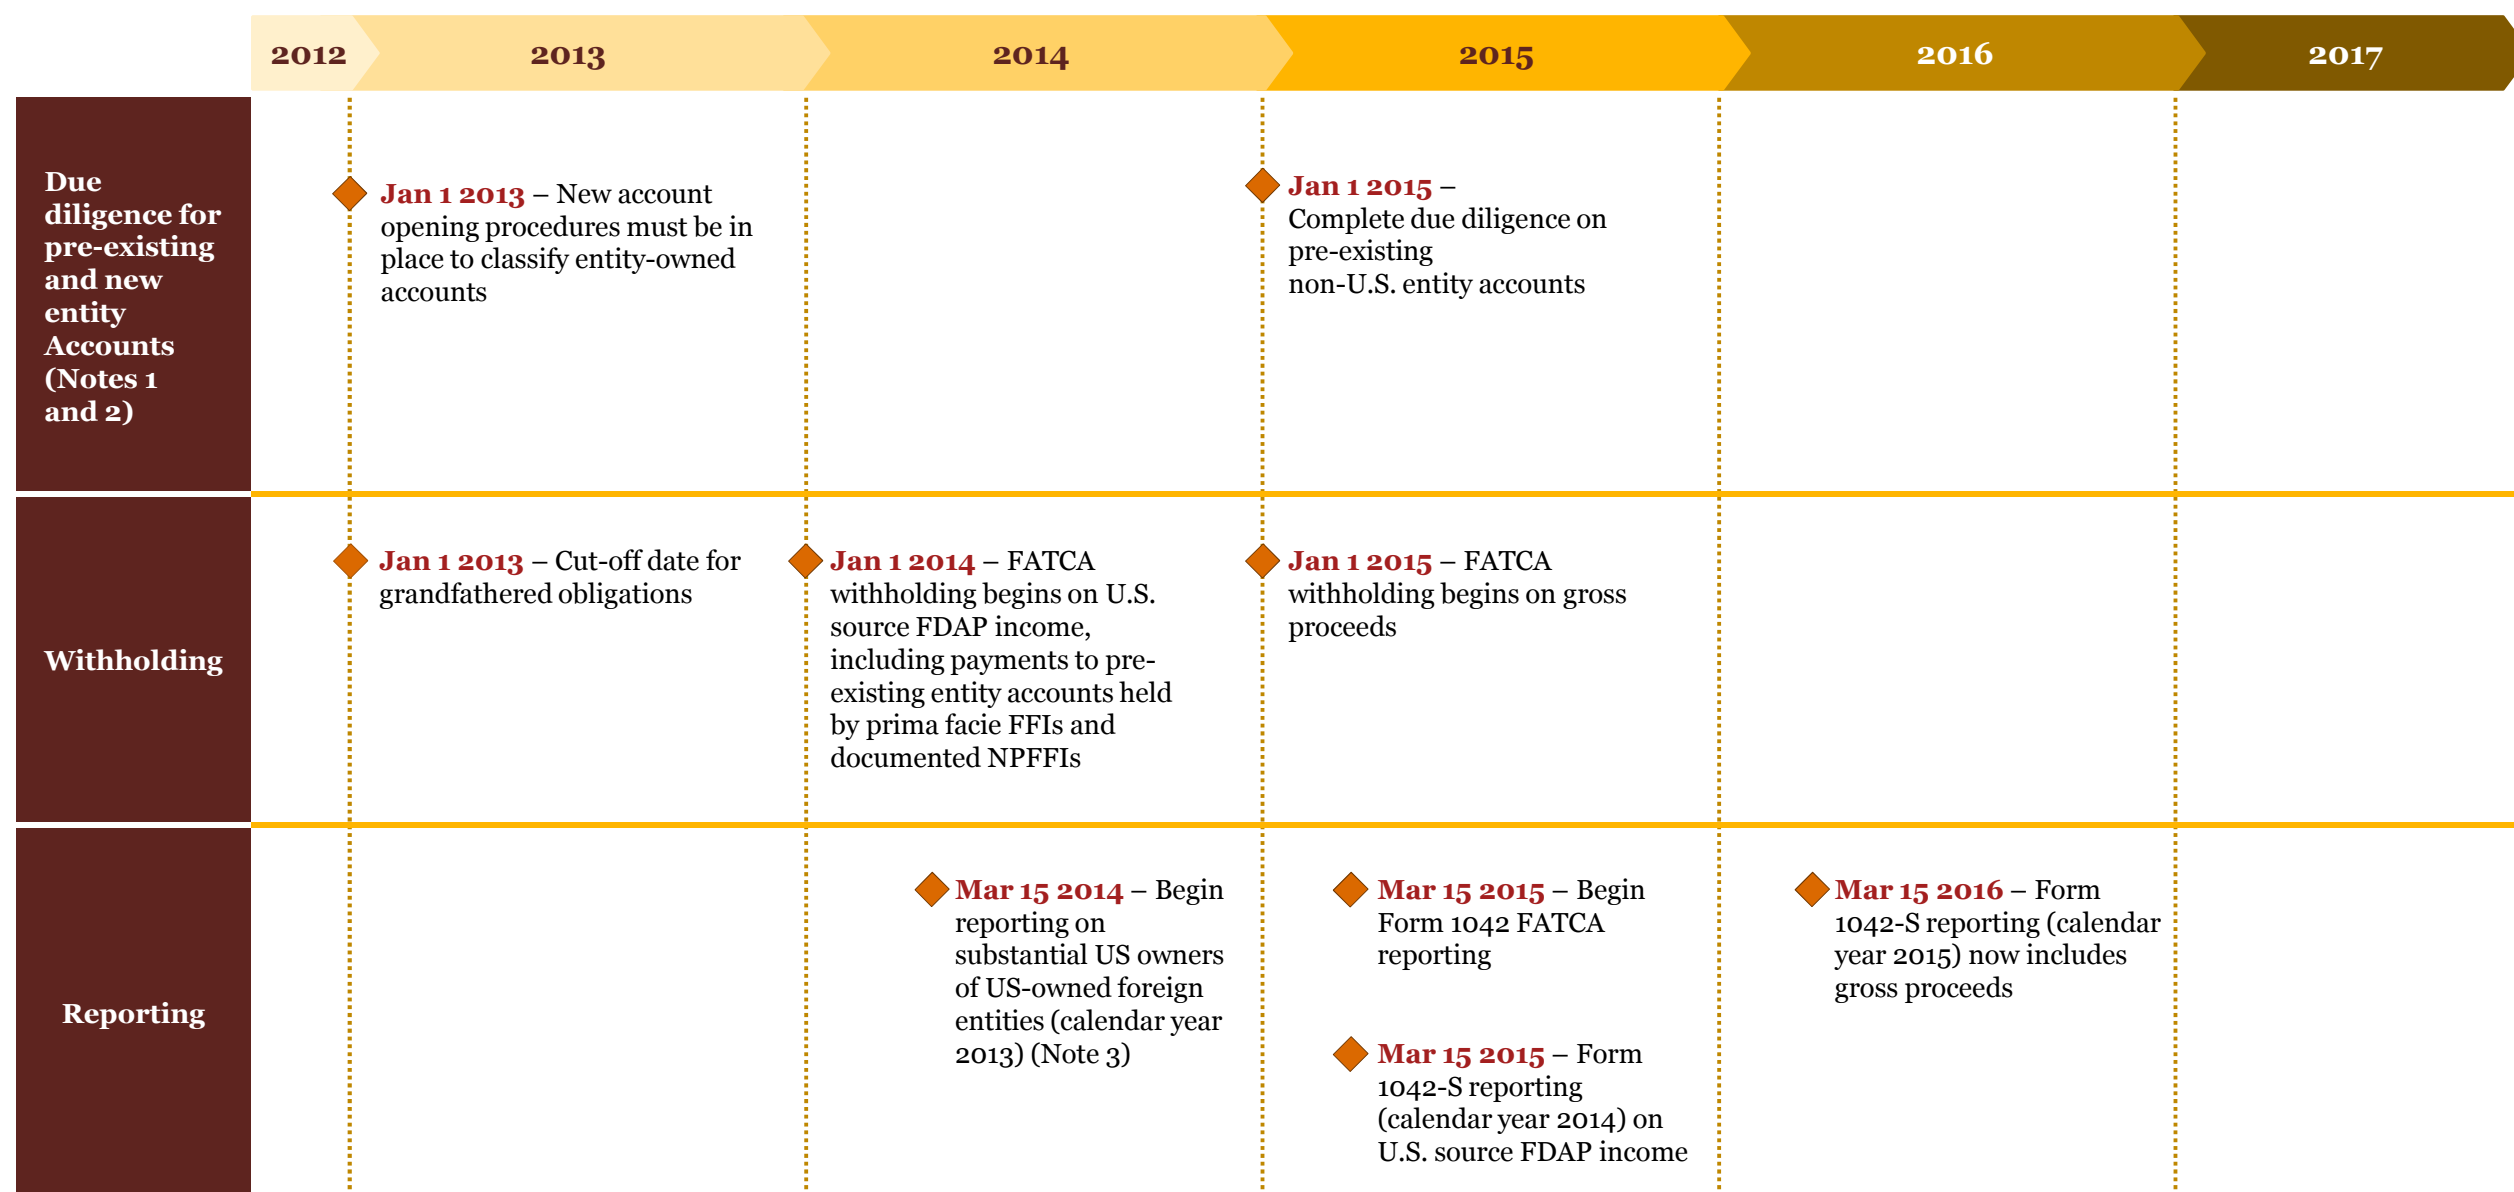 2012
2013
2014
2015
2016
2017
Due
diligence for
pre-existing
and new
entity
Accounts
(Notes 1
and 2)
Jan 1 2013 – New account
opening procedures must be in
place to classify entity-owned
accounts
Jan 1 2015 –
Complete due diligence on
pre-existing
non-U.S. entity accounts
Withholding
Jan 1 2013 – Cut-off date for
grandfathered obligations
Jan 1 2014 – FATCA
withholding begins on U.S.
source FDAP income,
including payments to pre-
existing entity accounts held
by prima facie FFIs and
documented NPFFIs
Jan 1 2015 – FATCA
withholding begins on gross
proceeds
Reporting
Mar 15 2014 – Begin
reporting on
substantial US owners
of US-owned foreign
entities (calendar year
2013) (Note 3)
Mar 15 2015 – Begin
Form 1042 FATCA
reporting
Mar 15 2015 – Form
1042-S reporting
(calendar year 2014) on
U.S. source FDAP income
Mar 15 2016 – Form
1042-S reporting (calendar
year 2015) now includes
gross proceeds